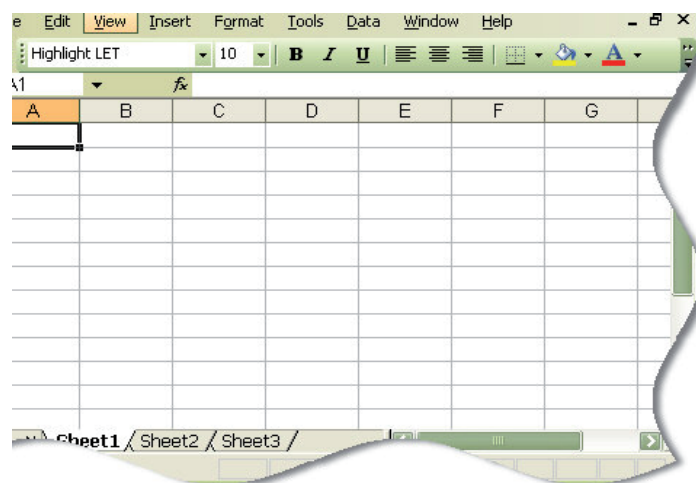 e Edit View Insert Format Tools Data Window Help
Highlight LET 10 B I U A
A1 fx
A B C D E F G
Sheet1 Sheet2 Sheet3